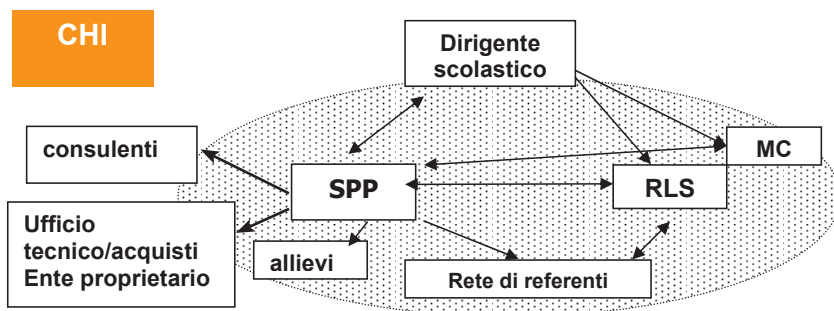 CHI
Dirigente
scolastico
consulenti
MC
SPP
RLS
Ufficio
tecnico/acquisti
Ente proprietario
allievi
Rete di referenti